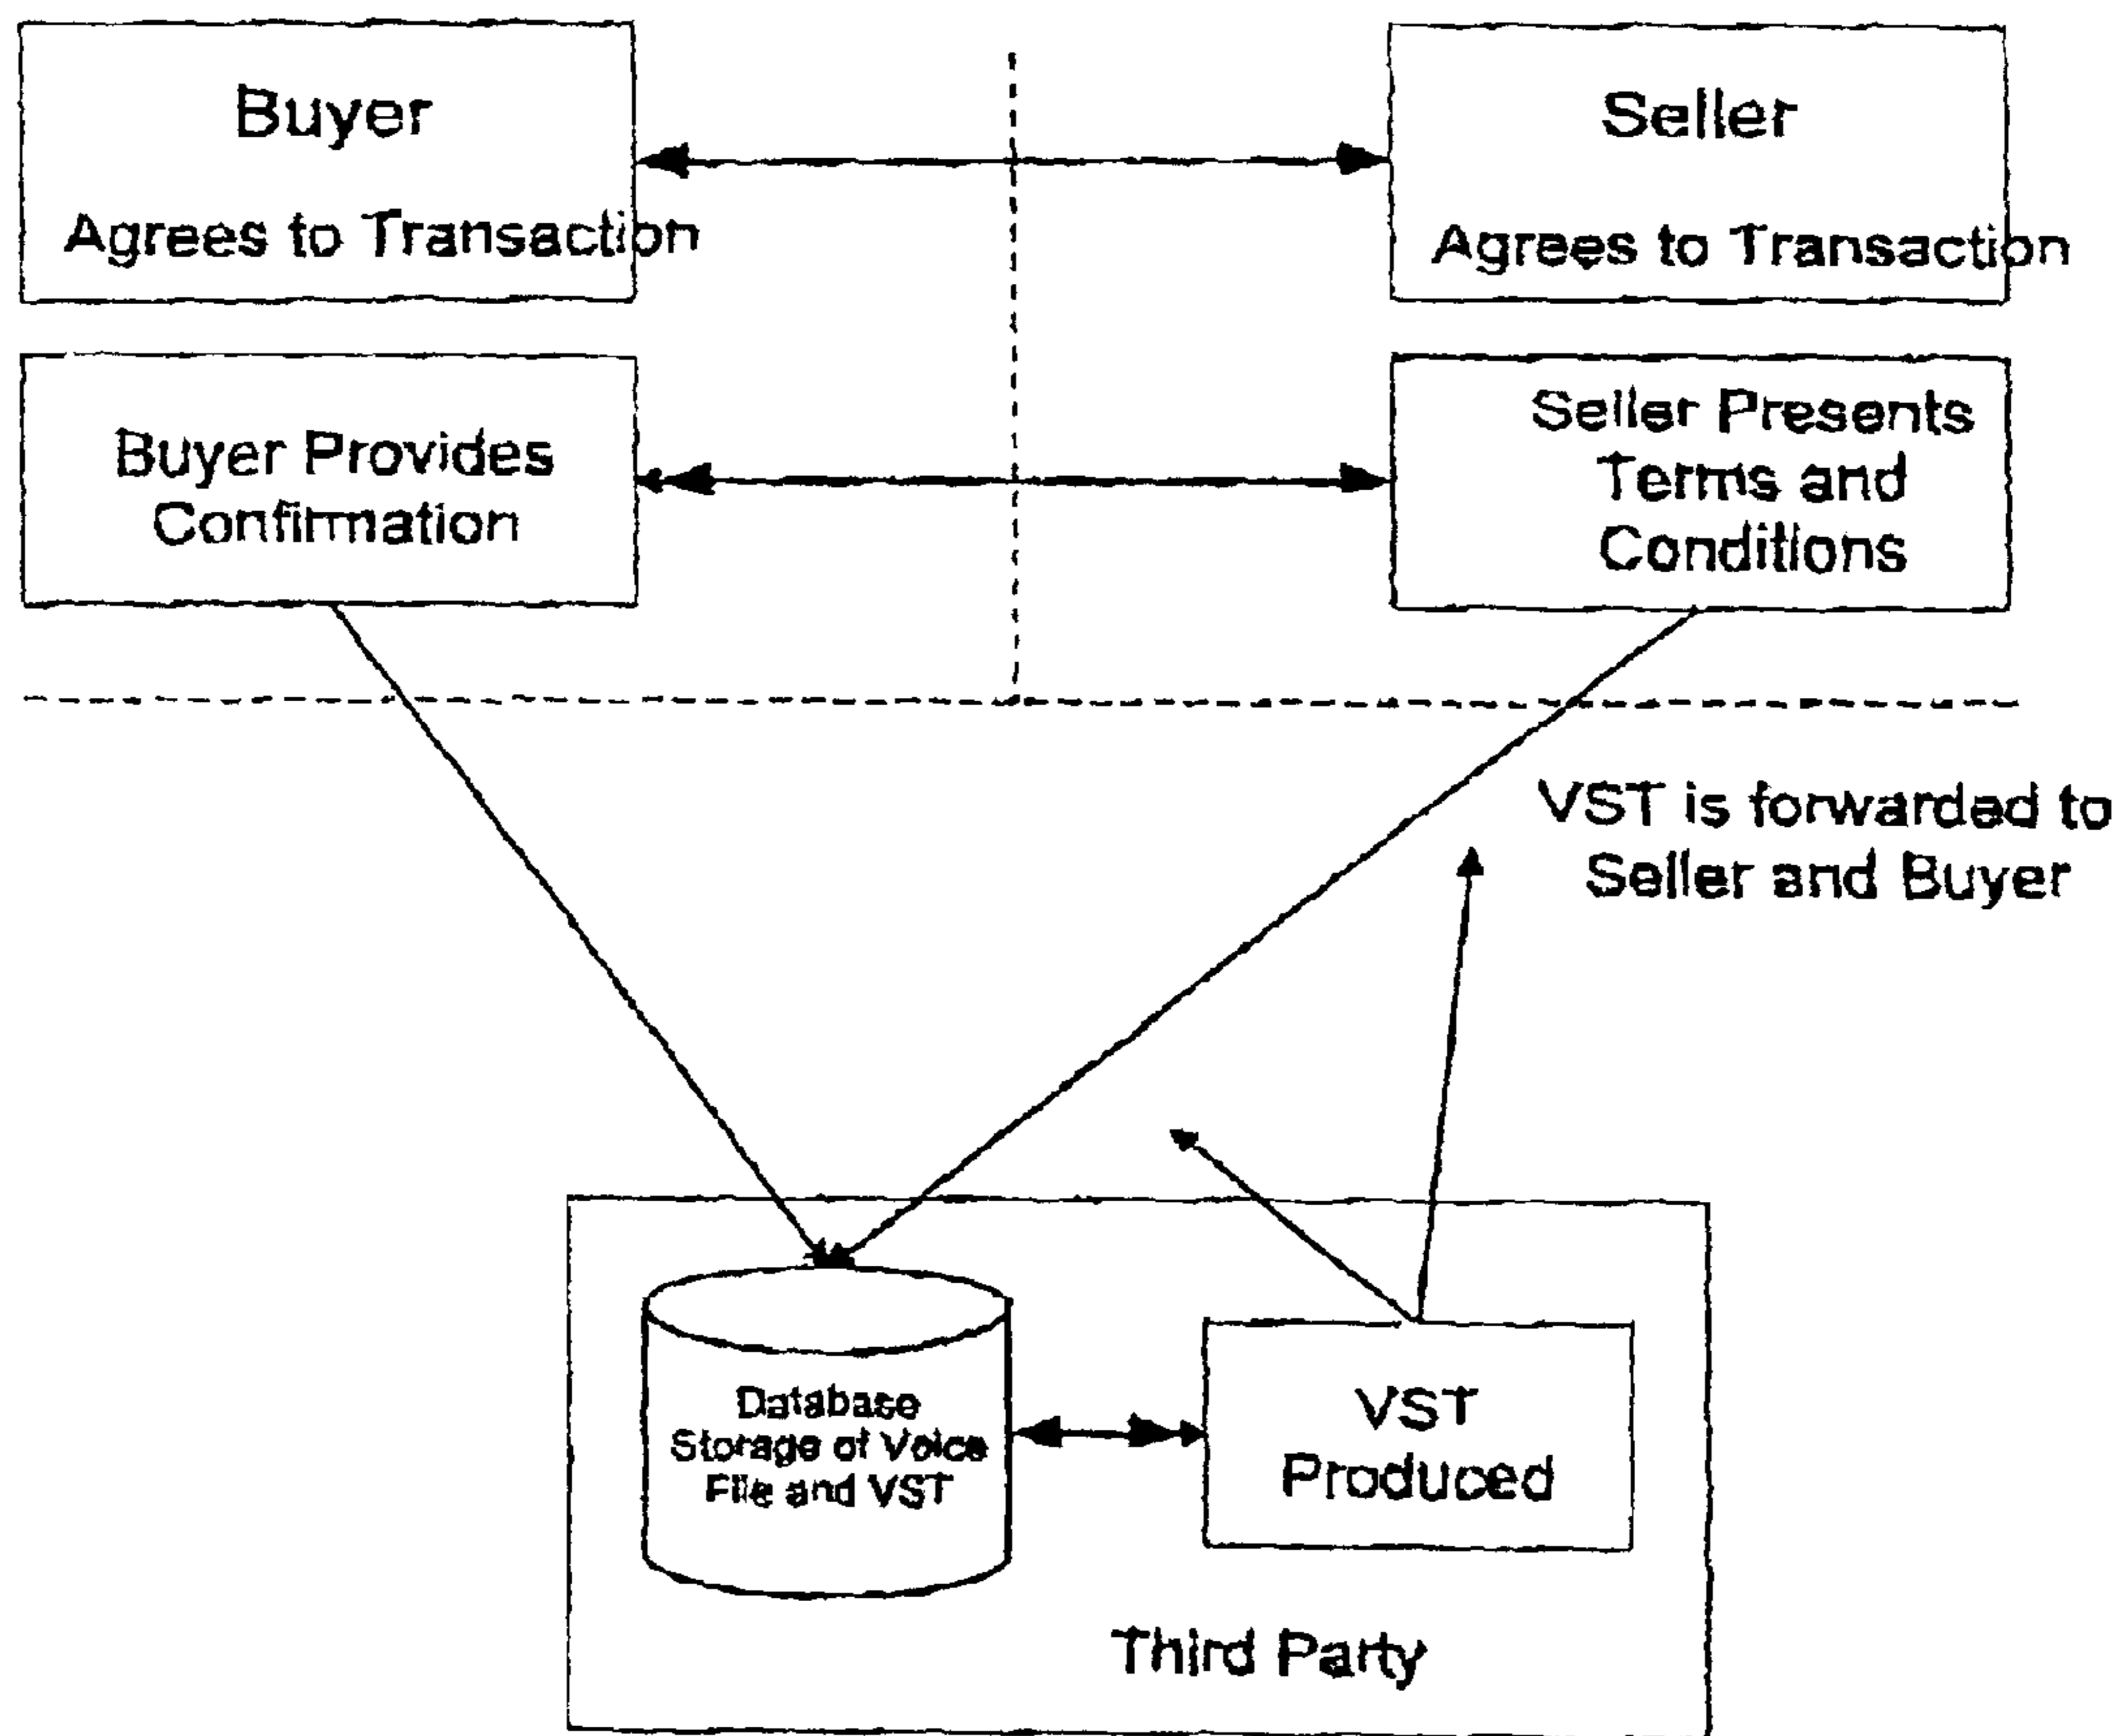 Buyer
Agrees to Transaction
Seller
Agrees to Transaction
Buyer Provides
Confirmation
Seller Presents
Terms and
Conditions
VST is forwarded to
Seller and Buyer
Database
Storage of Voice
File and VST
VST
Produced
Third Party